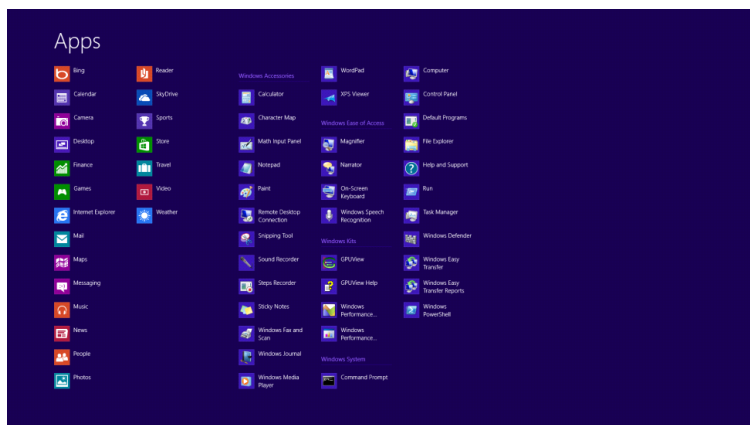 Apps
Bing
Calendar
Camera
Desktop
Finance
Games
Internet Explorer
Mail
Maps
Messaging
Music
News
People
Photos
Reader
SkyDrive
Sports
Store
Travel
Video
Weather
Windows Accessories
Calculator
Character Map
Math Input Panel
Notepad
Paint
Remote Desktop
Connection
Snipping Tool
Sound Recorder
Steps Recorder
Sticky Notes
Windows Fax and
Scan
Windows Journal
Windows Media
Player
WordPad
XPS Viewer
Windows Ease of Access
Magnifier
Narrator
On-Screen
Keyboard
Windows Speech
Recognition
Windows Kits
GPUView
GPUView Help
Windows
Performance...
Windows
Performance...
Windows System
Command Prompt
Computer
Control Panel
Default Programs
File Explorer
Help and Support
Run
Task Manager
Windows Defender
Windows Easy
Transfer
Windows Easy
Transfer Reports
Windows
PowerShell